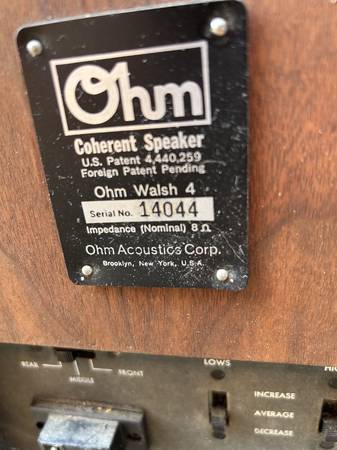 Ohm
Coherent Speaker
U.S. Patent 4,440,259
Foreign Patent Pending
Ohm Walsh 4
Serial No. 14044
Impedance (Nominal) 8 Ω
Ohm Acoustics Corp.
Brooklyn, New York, U.S.A.
REAR MIDDLE FRONT
LOWS
INCREASE
AVERAGE
DECREASE